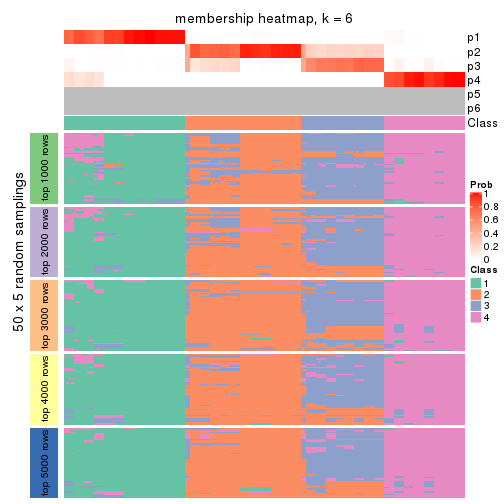 membership heatmap, k = 6
p1
p2
p3
p4
p5
p6
Class
50 x 5 random samplings
top 1000 rows
top 2000 rows
top 3000 rows
top 4000 rows
top 5000 rows
Prob
1
0.8
0.6
0.4
0.2
0
Class
1
2
3
4